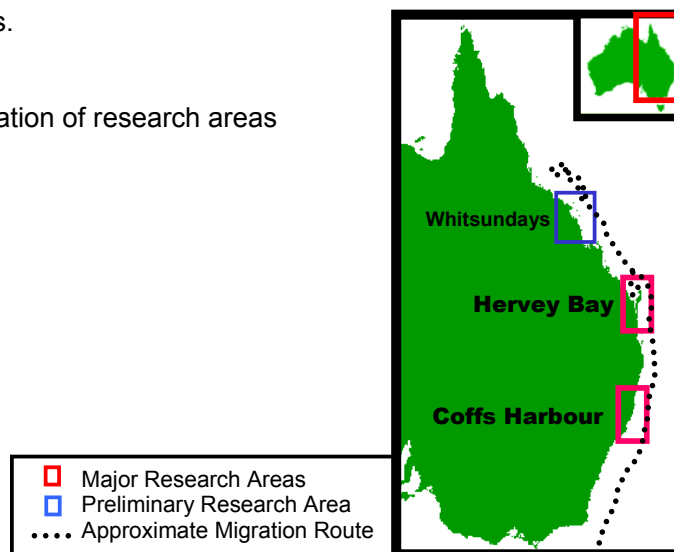 s.
ation of research areas
Whitsundays
Hervey Bay
Coffs Harbour
Major Research Areas
Preliminary Research Area
Approximate Migration Route